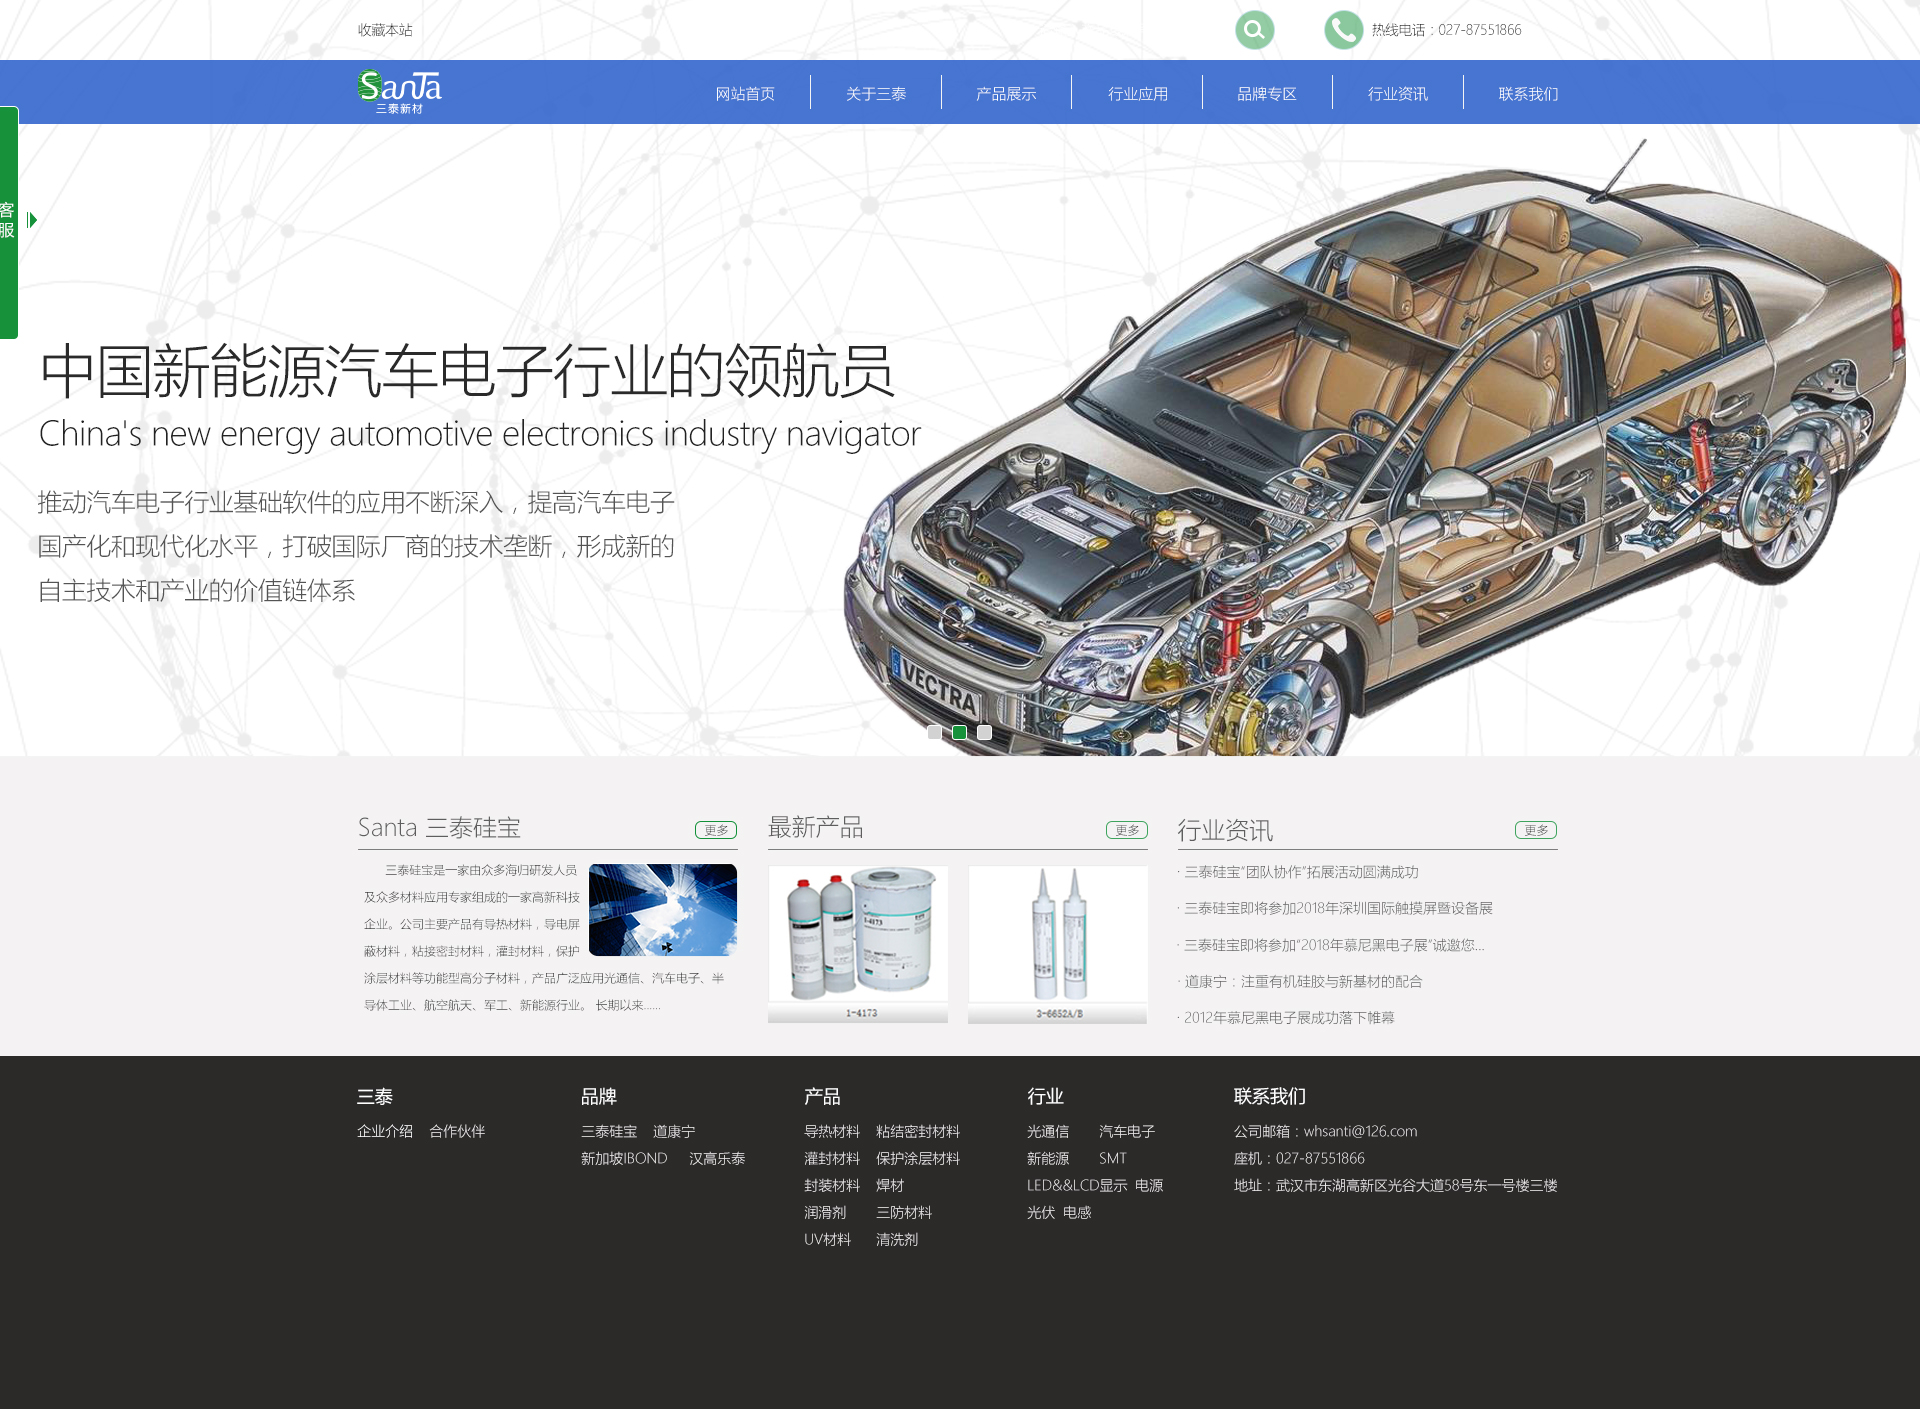 收藏本站
热线电话：027-87551866
SanTa
三泰新材
网站首页
关于三泰
产品展示
行业应用
品牌专区
行业资讯
联系我们
客服
中国新能源汽车电子行业的领航员
China's new energy automotive electronics industry navigator
推动汽车电子行业基础软件的应用不断深入，提高汽车电子
国产化和现代化水平，打破国际厂商的技术垄断，形成新的
自主技术和产业的价值链体系
VECTRA
Santa 三泰硅宝
更多
三泰硅宝是一家由众多海归研发人员
及众多材料应用专家组成的一家高新科技
企业。公司主要产品有导热材料，导电屏
蔽材料，粘接密封材料，灌封材料，保护
涂层材料等功能型高分子材料，产品广泛应用光通信、汽车电子、半
导体工业、航空航天、军工、新能源行业。 长期以来......
最新产品
更多
1-4173
1-4173
3-6652A/B
行业资讯
更多
· 三泰硅宝“团队协作”拓展活动圆满成功
· 三泰硅宝即将参加2018年深圳国际触摸屏暨设备展
· 三泰硅宝即将参加“2018年慕尼黑电子展”诚邀您...
· 道康宁：注重有机硅胶与新基材的配合
· 2012年慕尼黑电子展成功落下帷幕
三泰
企业介绍 合作伙伴
品牌
三泰硅宝 道康宁
新加坡IBOND 汉高乐泰
产品
导热材料 粘结密封材料
灌封材料 保护涂层材料
封装材料 焊材
润滑剂 三防材料
UV材料 清洗剂
行业
光通信 汽车电子
新能源 SMT
LED&&LCD显示 电源
光伏 电感
联系我们
公司邮箱：whsanti@126.com
座机：027-87551866
地址：武汉市东湖高新区光谷大道58号东一号楼三楼